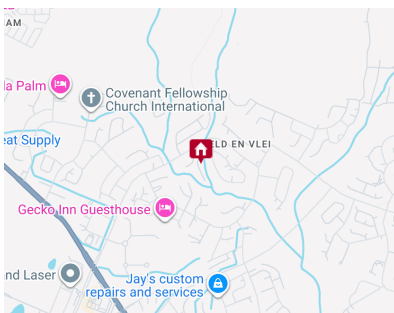 AM
la Palm
Covenant Fellowship
Church International
eat Supply
ELD EN VLEI
Gecko Inn Guesthouse
nd Laser
Jay's custom
repairs and services